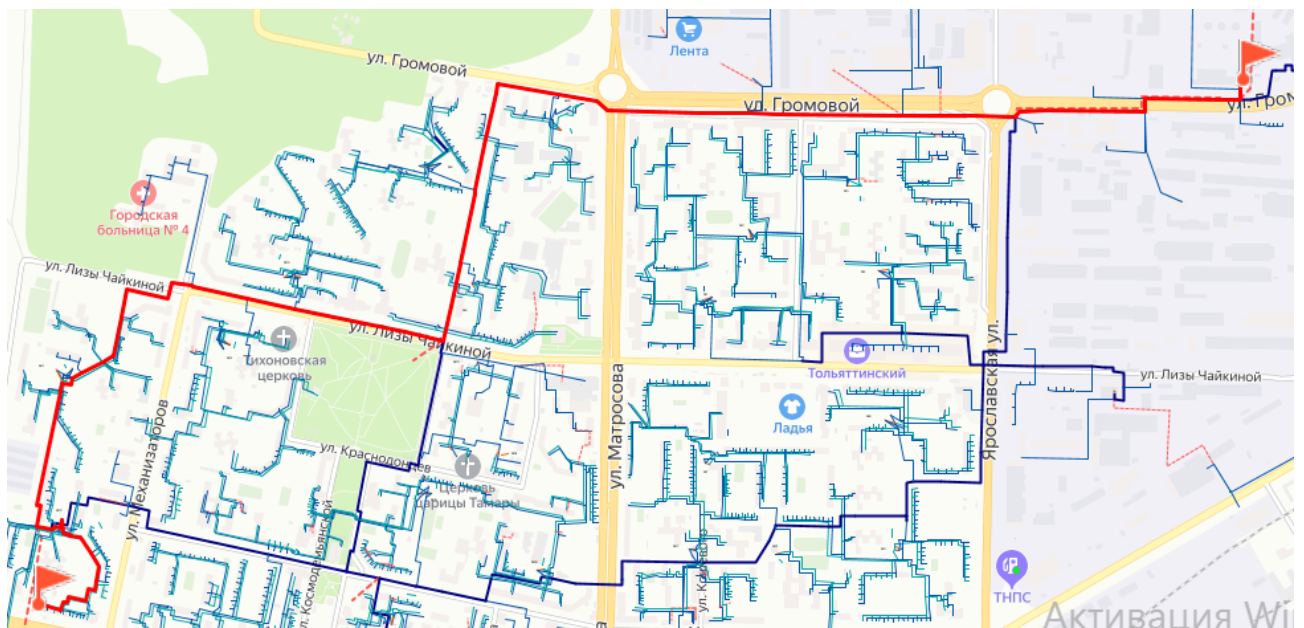 Лента
ул. Громовой
ул. Громовой
ул. Гром
Городская
больница № 4
ул. Лизы Чайкиной
ул. Лизы Чайкиной
Тихоновская
церковь
Тольяттинский
ул. Лизы Чайкиной
Ярославская ул.
ул. Матросова
Ладья
ул. Механизаторов
ул. Краснодонцев
Церковь
царицы Тамары
ул. Космодемьянской
ТНПС
Активация Wi